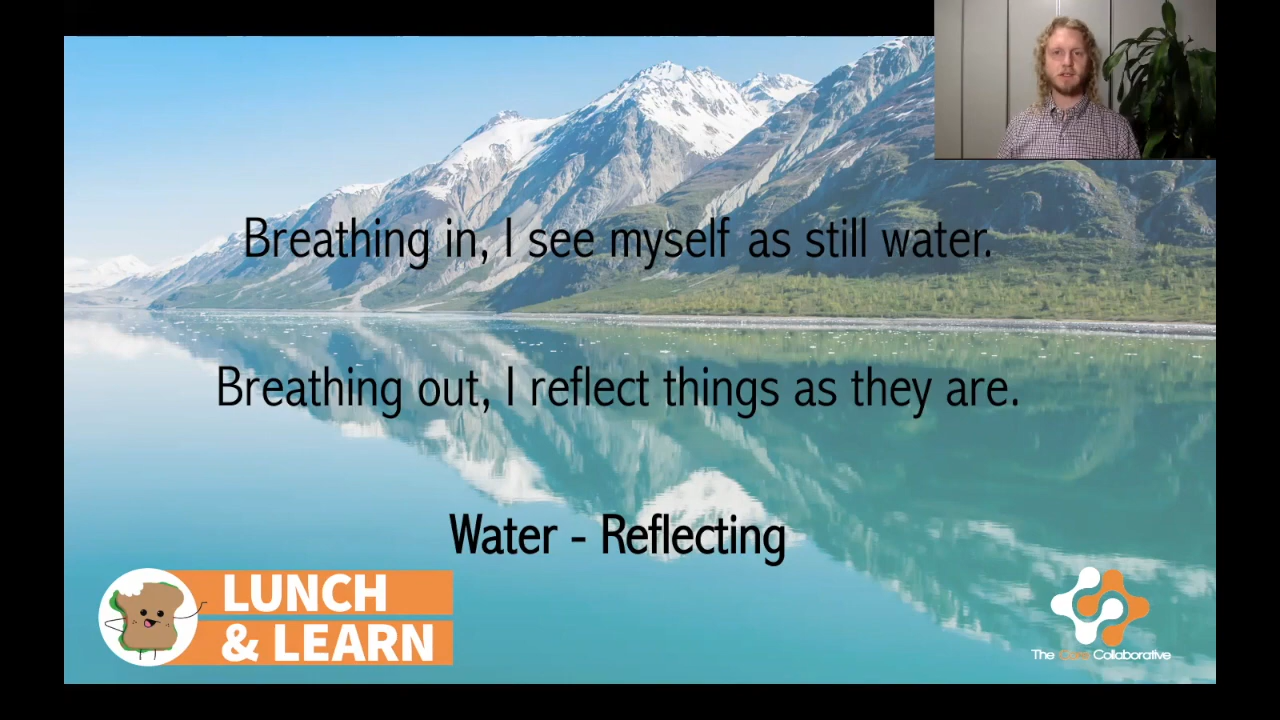 Breathing in, I see myself as still water.
Breathing out, I reflect things as they are.
Water - Reflecting
LUNCH
& LEARN
The Collaborative